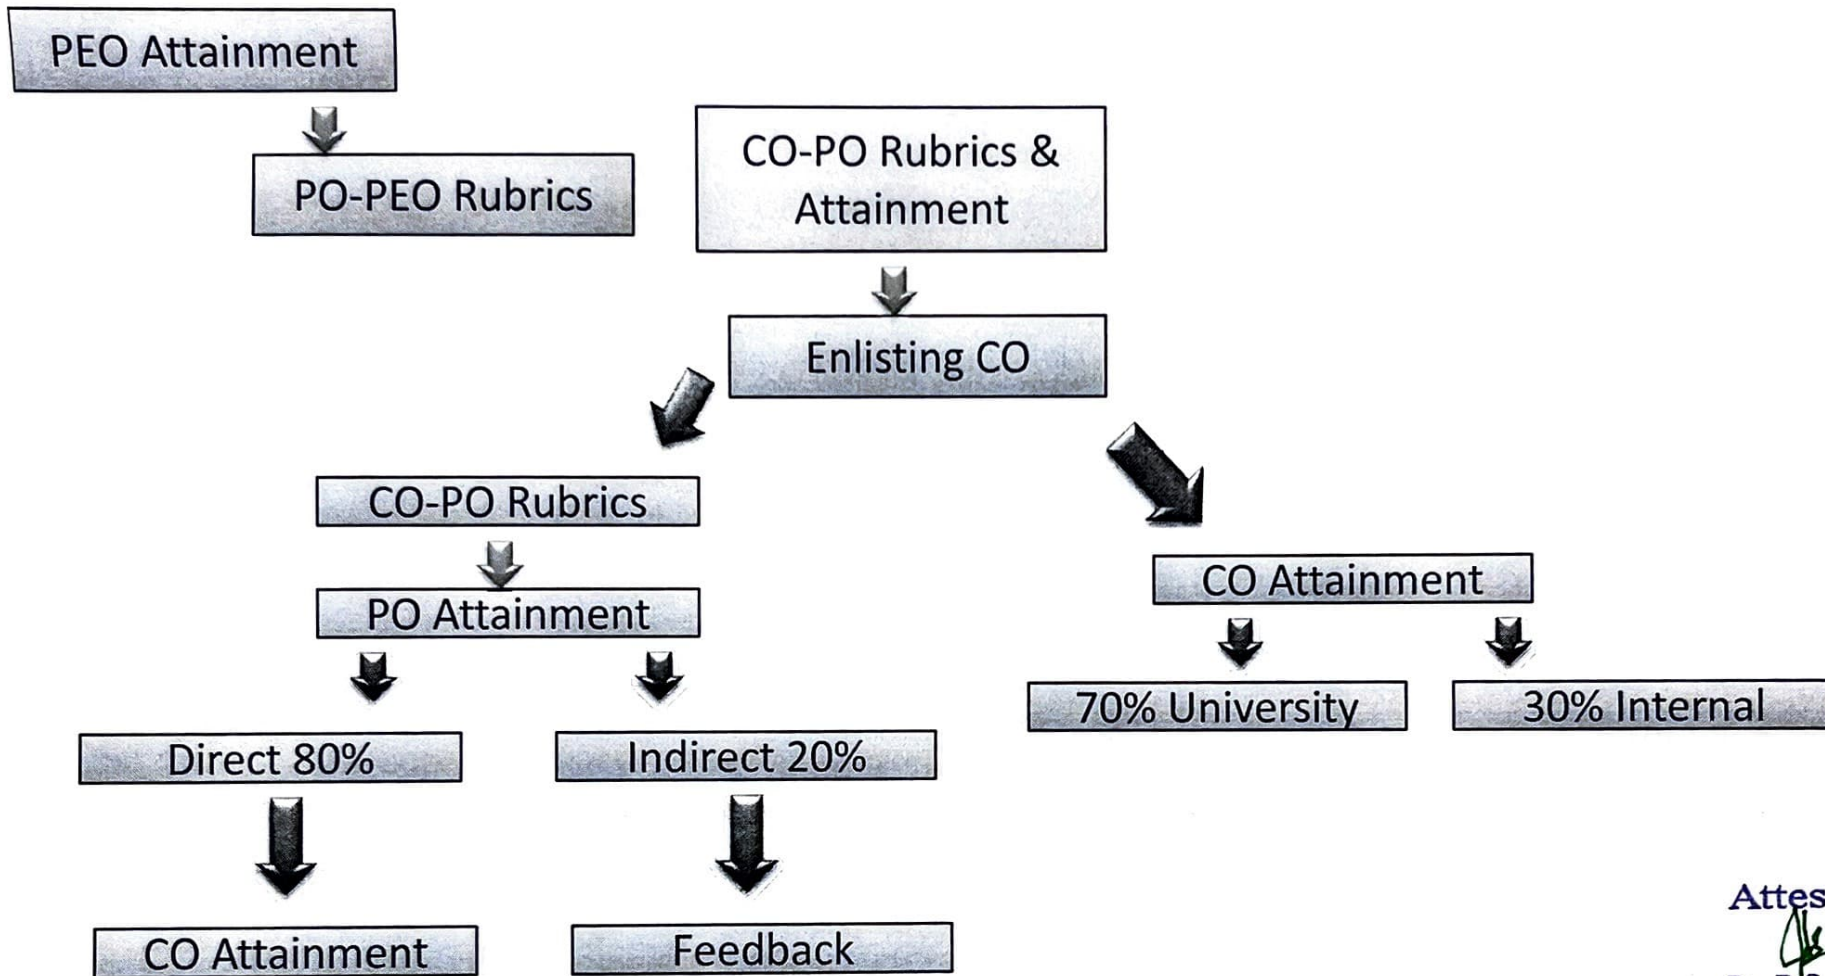 PEO Attainment
PO-PEO Rubrics
CO-PO Rubrics &
Attainment
Enlisting CO
CO-PO Rubrics
PO Attainment
CO Attainment
70% University
30% Internal
Direct 80%
Indirect 20%
CO Attainment
Feedback
Attes